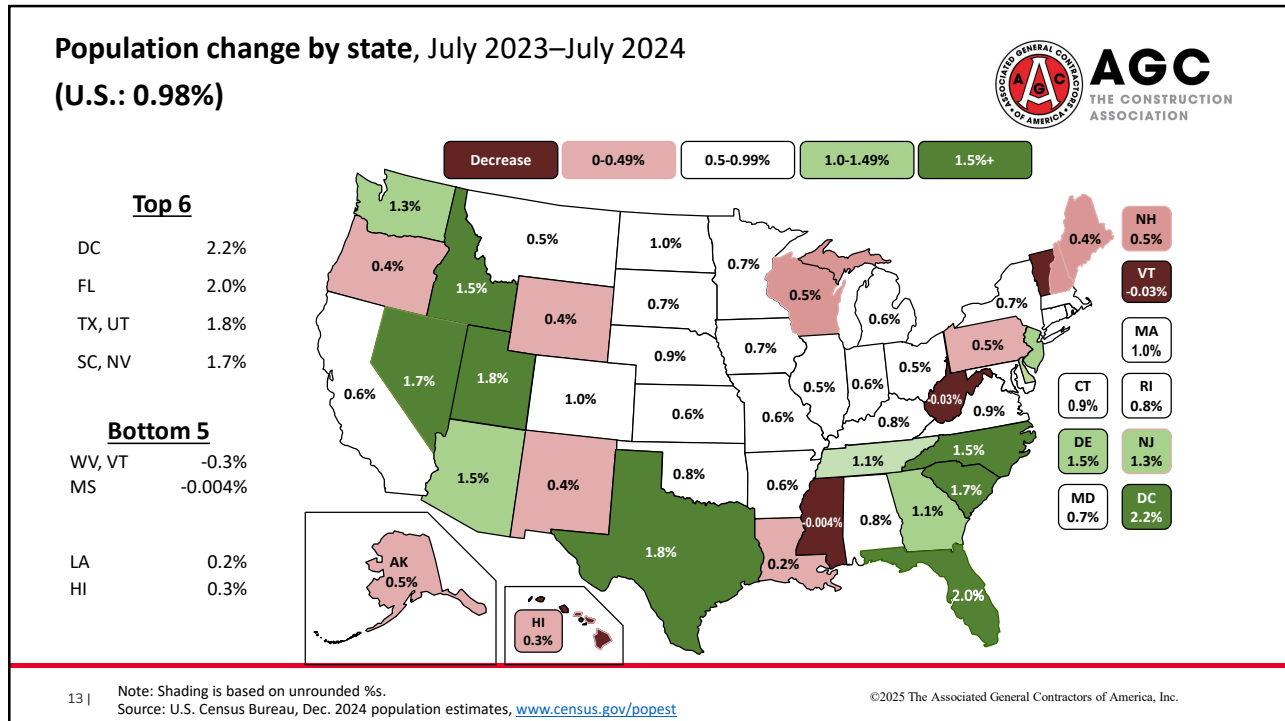 Population change by state, July 2023–July 2024
(U.S.: 0.98%)
ASSOCIATED GENERAL CONTRACTORS
OF AMERICA
A G C
AGC
THE CONSTRUCTION
ASSOCIATION
Decrease
0-0.49%
0.5-0.99%
1.0-1.49%
1.5%+
Top 6
DC 2.2%
FL 2.0%
TX, UT 1.8%
SC, NV 1.7%
Bottom 5
WV, VT -0.3%
MS -0.004%
LA 0.2%
HI 0.3%
1.3%
0.5%
1.0%
0.7%
0.4%
0.4%
1.5%
0.4%
0.7%
0.5%
0.6%
0.7%
0.5%
0.6%
1.7%
1.8%
1.0%
0.9%
0.7%
0.5%
0.6%
0.5%
-0.03%
0.9%
0.6%
0.6%
0.8%
1.5%
0.4%
0.8%
0.6%
1.1%
1.5%
1.7%
1.8%
0.2%
-0.004%
0.8%
1.1%
2.0%
AK
0.5%
HI
0.3%
NH
0.5%
VT
-0.03%
MA
1.0%
CT
0.9%
RI
0.8%
DE
1.5%
NJ
1.3%
MD
0.7%
DC
2.2%
13 |
Note: Shading is based on unrounded %s.
Source: U.S. Census Bureau, Dec. 2024 population estimates, www.census.gov/popest
©2025 The Associated General Contractors of America, Inc.